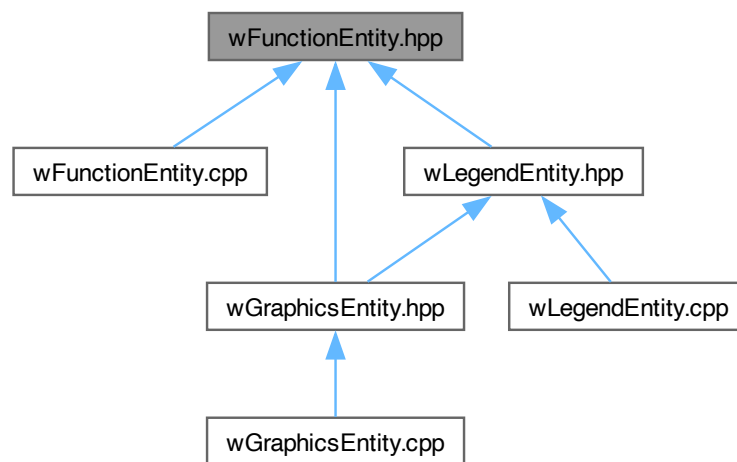 wFunctionEntity.hpp
wFunctionEntity.cpp
wLegendEntity.hpp
wGraphicsEntity.hpp
wLegendEntity.cpp
wGraphicsEntity.cpp